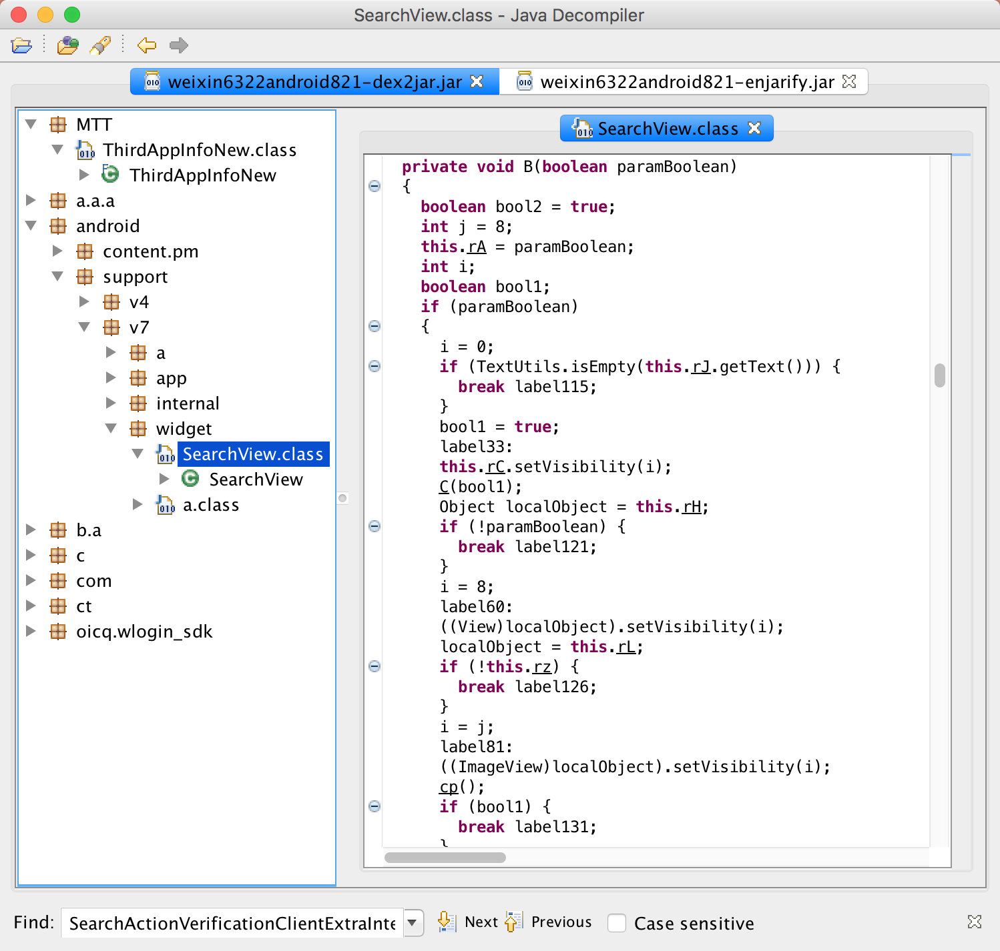 SearchView.class - Java Decompiler
weixin6322android821-dex2jar.jar
weixin6322android821-enjarify.jar
MTT
ThirdAppInfoNew.class
ThirdAppInfoNew
a.a.a
android
content.pm
support
v4
v7
a
app
internal
widget
SearchView.class
SearchView
a.class
b.a
c
com
ct
oicq.wlogin_sdk
SearchView.class
private void B(boolean paramBoolean)
{
boolean bool2 = true;
int j = 8;
this.rA = paramBoolean;
int i;
boolean bool1;
if (paramBoolean)
{
i = 0;
if (TextUtils.isEmpty(this.rJ.getText())) {
break label115;
}
bool1 = true;
label33:
this.rC.setVisibility(i);
C(bool1);
Object localObject = this.rH;
if (!paramBoolean) {
break label121;
}
i = 8;
label60:
((View)localObject).setVisibility(i);
localObject = this.rL;
if (!this.rz) {
break label126;
}
i = j;
label81:
((ImageView)localObject).setVisibility(i);
cp();
if (bool1) {
break label131;
}
Find: SearchActionVerificationClientExtraInte Next Previous Case sensitive